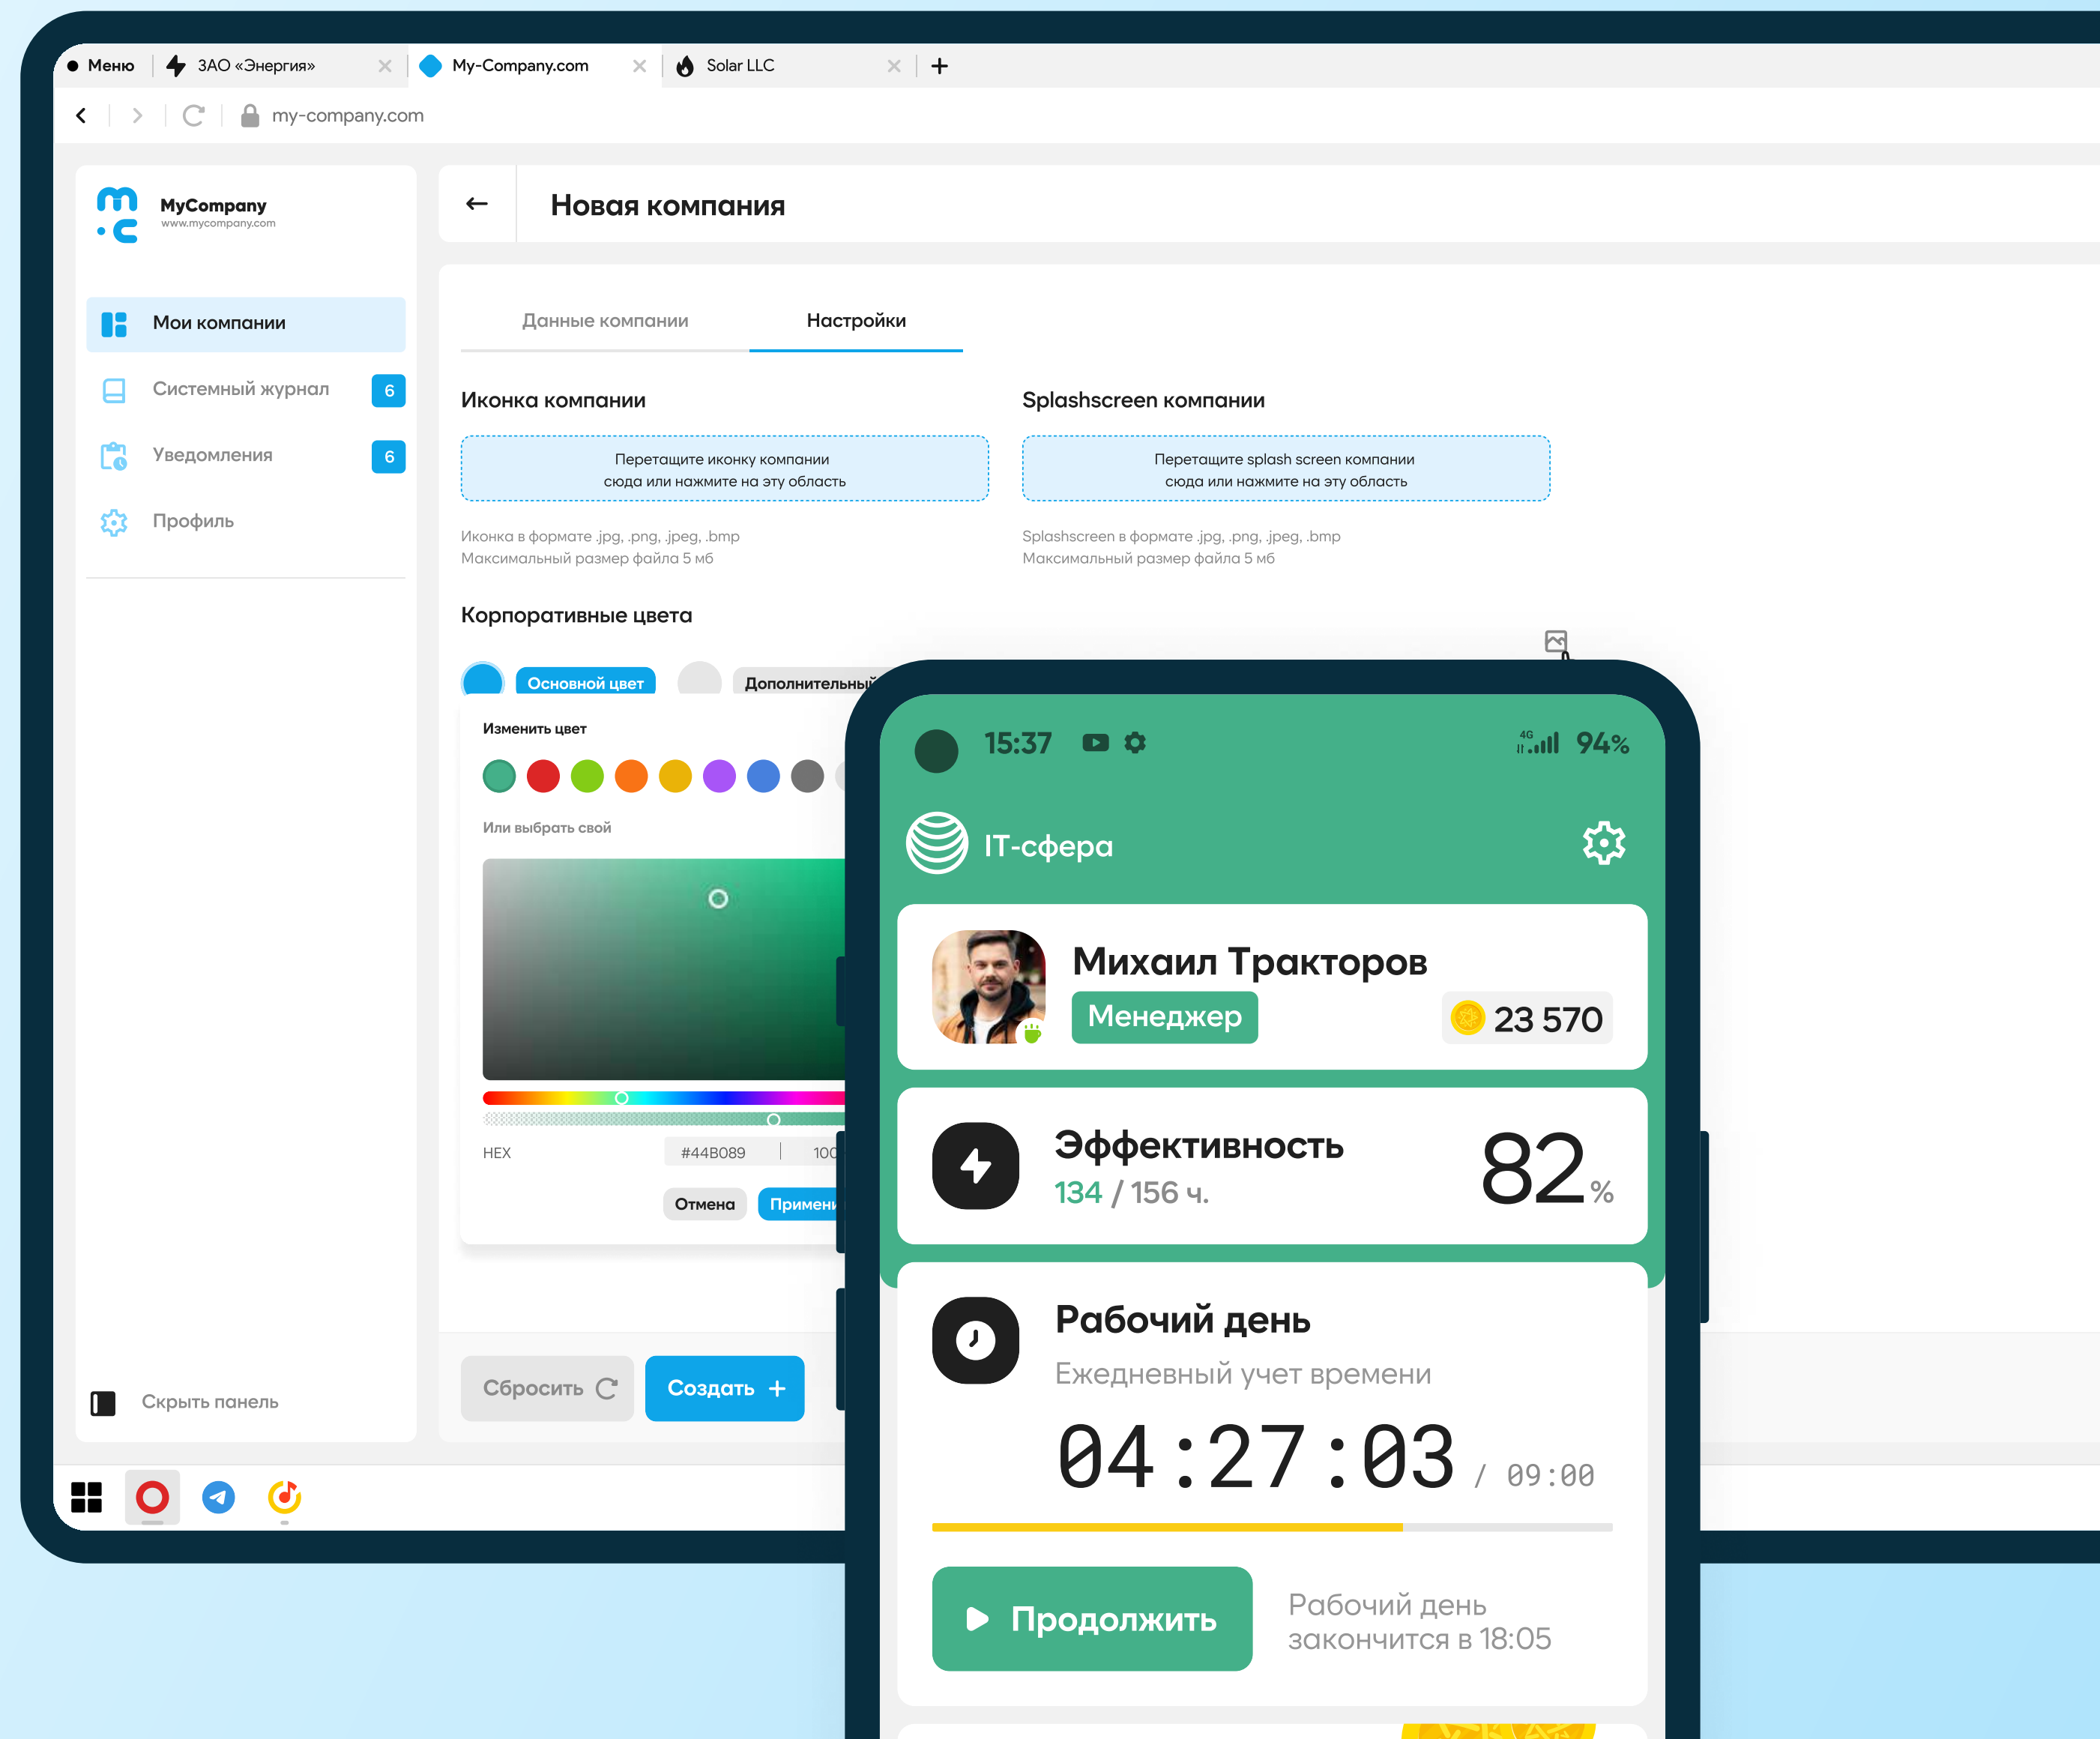 Меню
ЗАО «Энергия»
My-Company.com
Solar LLC
my-company.com
MyCompany
www.mycompany.com
Мои компании
Системный журнал 6
Уведомления 6
Профиль
Скрыть панель
Новая компания
Данные компании
Настройки
Иконка компании
Перетащите иконку компании
сюда или нажмите на эту область
Иконка в формате .jpg, .png, .jpeg, .bmp
Максимальный размер файла 5 мб
Splashscreen компании
Перетащите splash screen компании
сюда или нажмите на эту область
Splashscreen в формате .jpg, .png, .jpeg, .bmp
Максимальный размер файла 5 мб
Корпоративные цвета
Основной цвет
Дополнительный
Изменить цвет
Или выбрать свой
HEX #44B089 100
Отмена
Сбросить
Создать
15:37
4G 94%
IT-сфера
Михаил Тракторов
Менеджер
23 570
Эффективность
134 / 156 ч.
82%
Рабочий день
Ежедневный учет времени
04:27:03 / 09:00
Продолжить
Рабочий день
закончится в 18:05